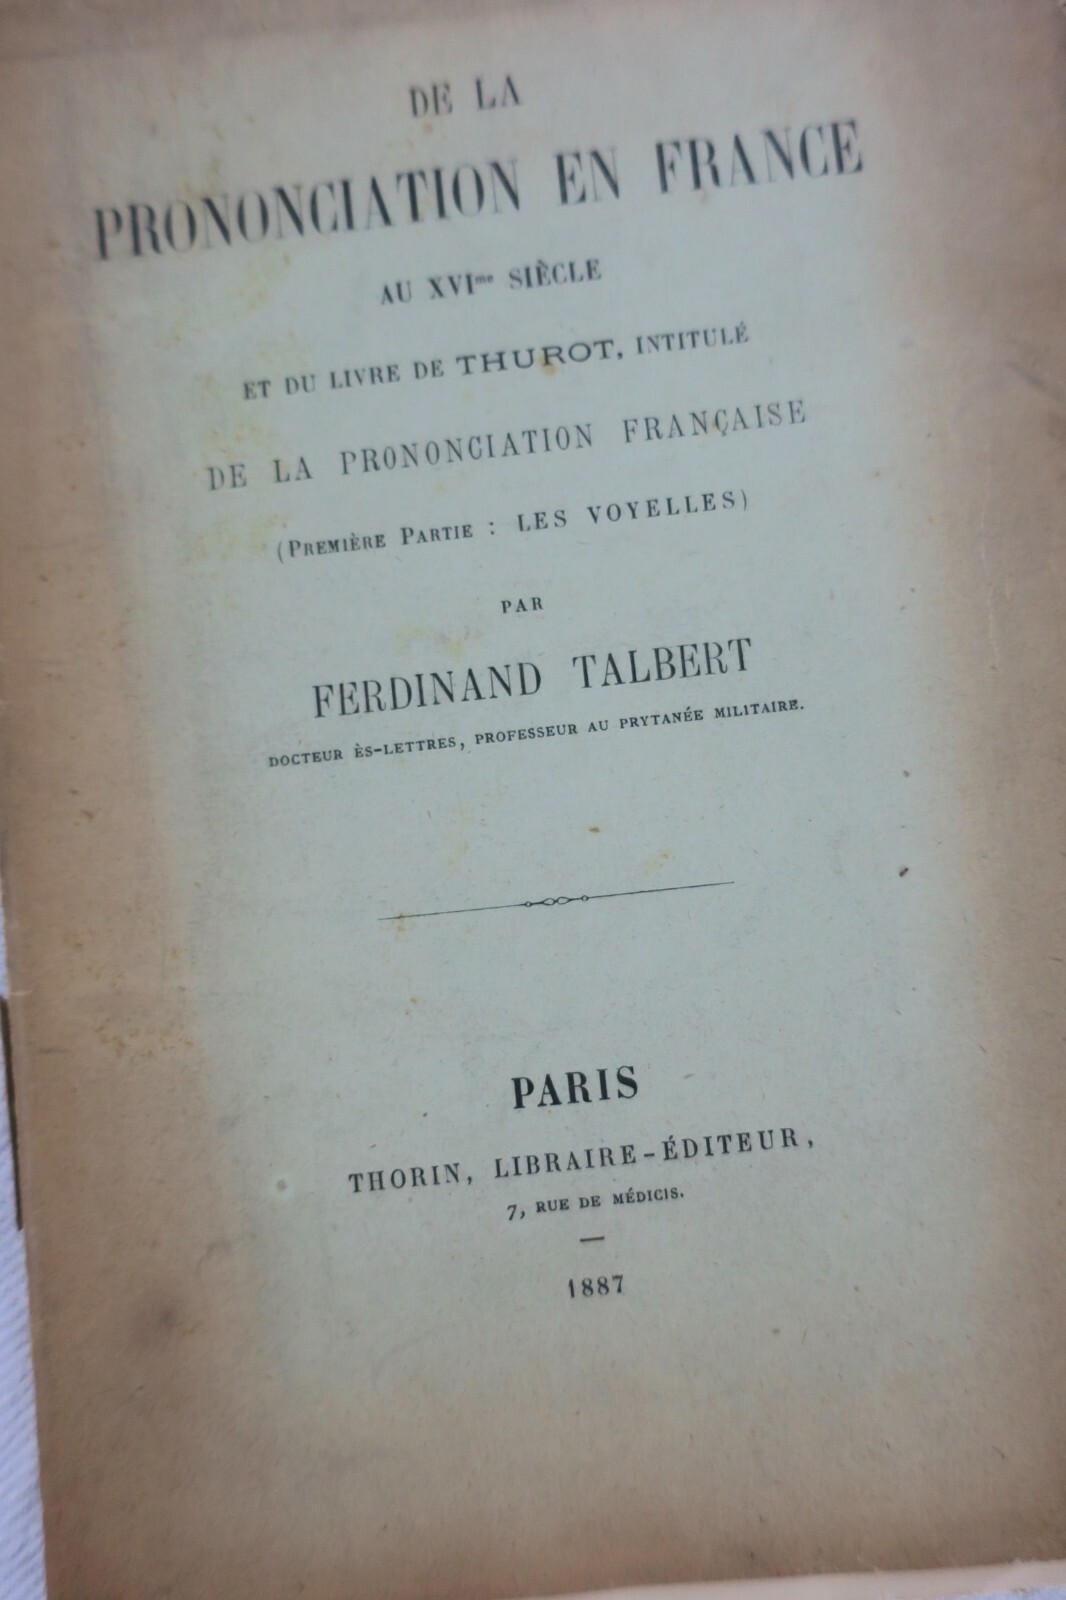 DE LA
PRONONCIATION EN FRANCE
AU XVIme SIÈCLE
ET DU LIVRE DE THUROT, INTITULÉ
DE LA PRONONCIATION FRANÇAISE
(PREMIÈRE PARTIE : LES VOYELLES)
PAR
FERDINAND TALBERT
DOCTEUR ÈS-LETTRES, PROFESSEUR AU PRYTANÉE MILITAIRE.
PARIS
THORIN, LIBRAIRE-ÉDITEUR,
7, RUE DE MÉDICIS.
1887